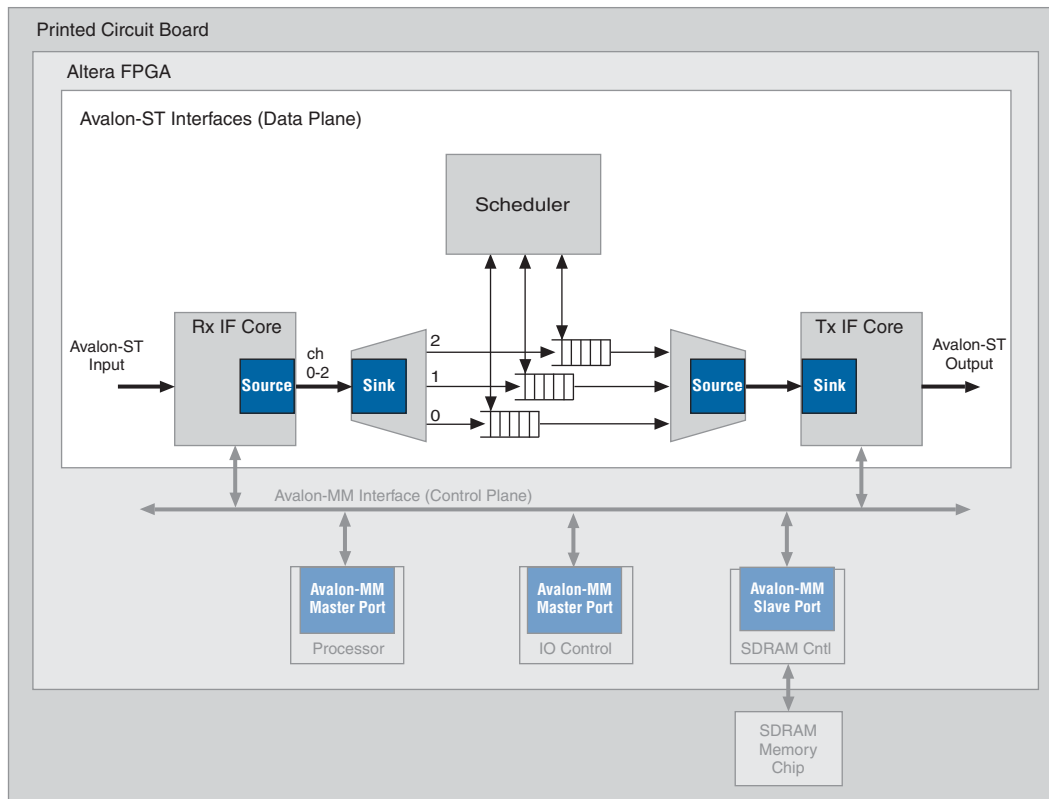 Printed Circuit Board
Altera FPGA
Avalon-ST Interfaces (Data Plane)
Scheduler
Rx IF Core
Tx IF Core
Avalon-ST
Input
Source
ch
0-2
Sink
2
1
0
Source
Sink
Avalon-ST
Output
Avalon-MM Interface (Control Plane)
Avalon-MM
Master Port
Processor
Avalon-MM
Master Port
IO Control
Avalon-MM
Slave Port
SDRAM Cntl
SDRAM
Memory
Chip